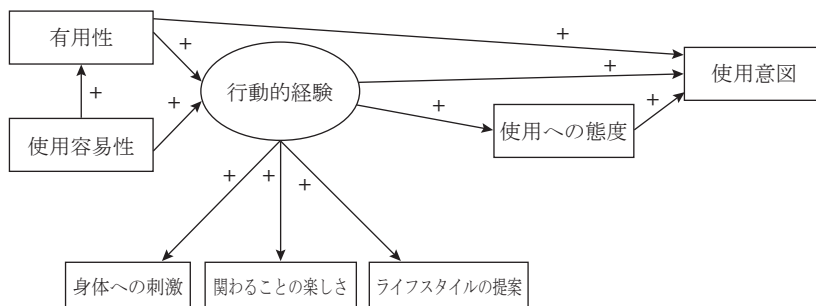 有用性
+
+
+
使用意図
行動的経験
+
+
+
+
使用への態度
使用容易性
+
+
+
+
身体への刺激
関わることの楽しさ
ライフスタイルの提案